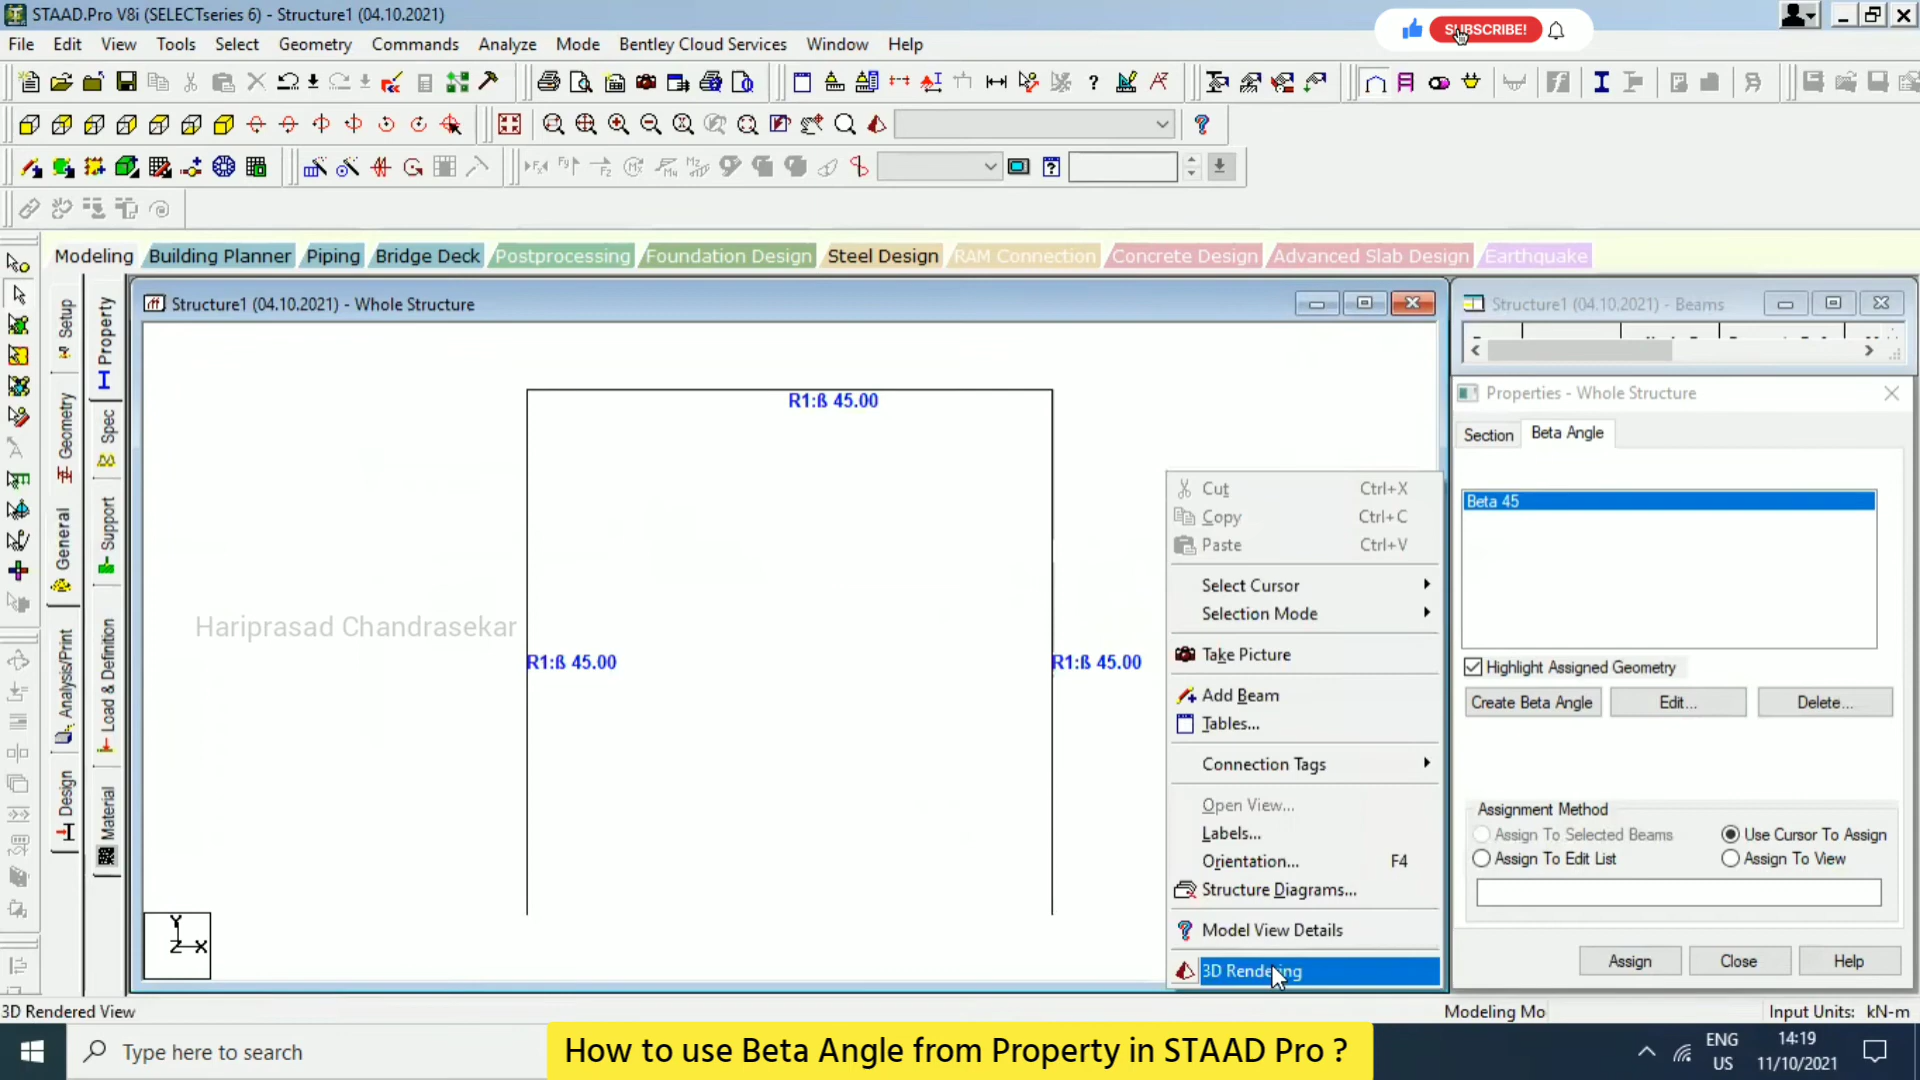 STAAD.Pro V8i (SELECTseries 6) - Structure1 (04.10.2021)
SUBSCRIBE!
File Edit View Tools Select Geometry Commands Analyze Mode Bentley Cloud Services Window Help
Modeling Building Planner Piping Bridge Deck Postprocessing Foundation Design Steel Design RAM Connection Concrete Design Advanced Slab Design Earthquake
Setup
Geometry
General
Analysis/Print
Design
Property
Spec
Support
Load & Definition
Material
Structure1 (04.10.2021) - Whole Structure
R1:ß 45.00
R1:ß 45.00
R1:ß 45.00
Hariprasad Chandrasekar
Y
Z X
Cut Ctrl+X
Copy Ctrl+C
Paste Ctrl+V
Select Cursor
Selection Mode
Take Picture
Add Beam
Tables...
Connection Tags
Open View...
Labels...
Orientation... F4
Structure Diagrams...
Model View Details
3D Rendering
Structure1 (04.10.2021) - Beams
Properties - Whole Structure
Section Beta Angle
Beta 45
Highlight Assigned Geometry
Create Beta Angle Edit... Delete...
Assignment Method
Assign To Selected Beams Use Cursor To Assign
Assign To Edit List Assign To View
Assign Close Help
3D Rendered View
Modeling Mo
Input Units: kN-m
Type here to search
How to use Beta Angle from Property in STAAD Pro ?
ENG
US
14:19
11/10/2021